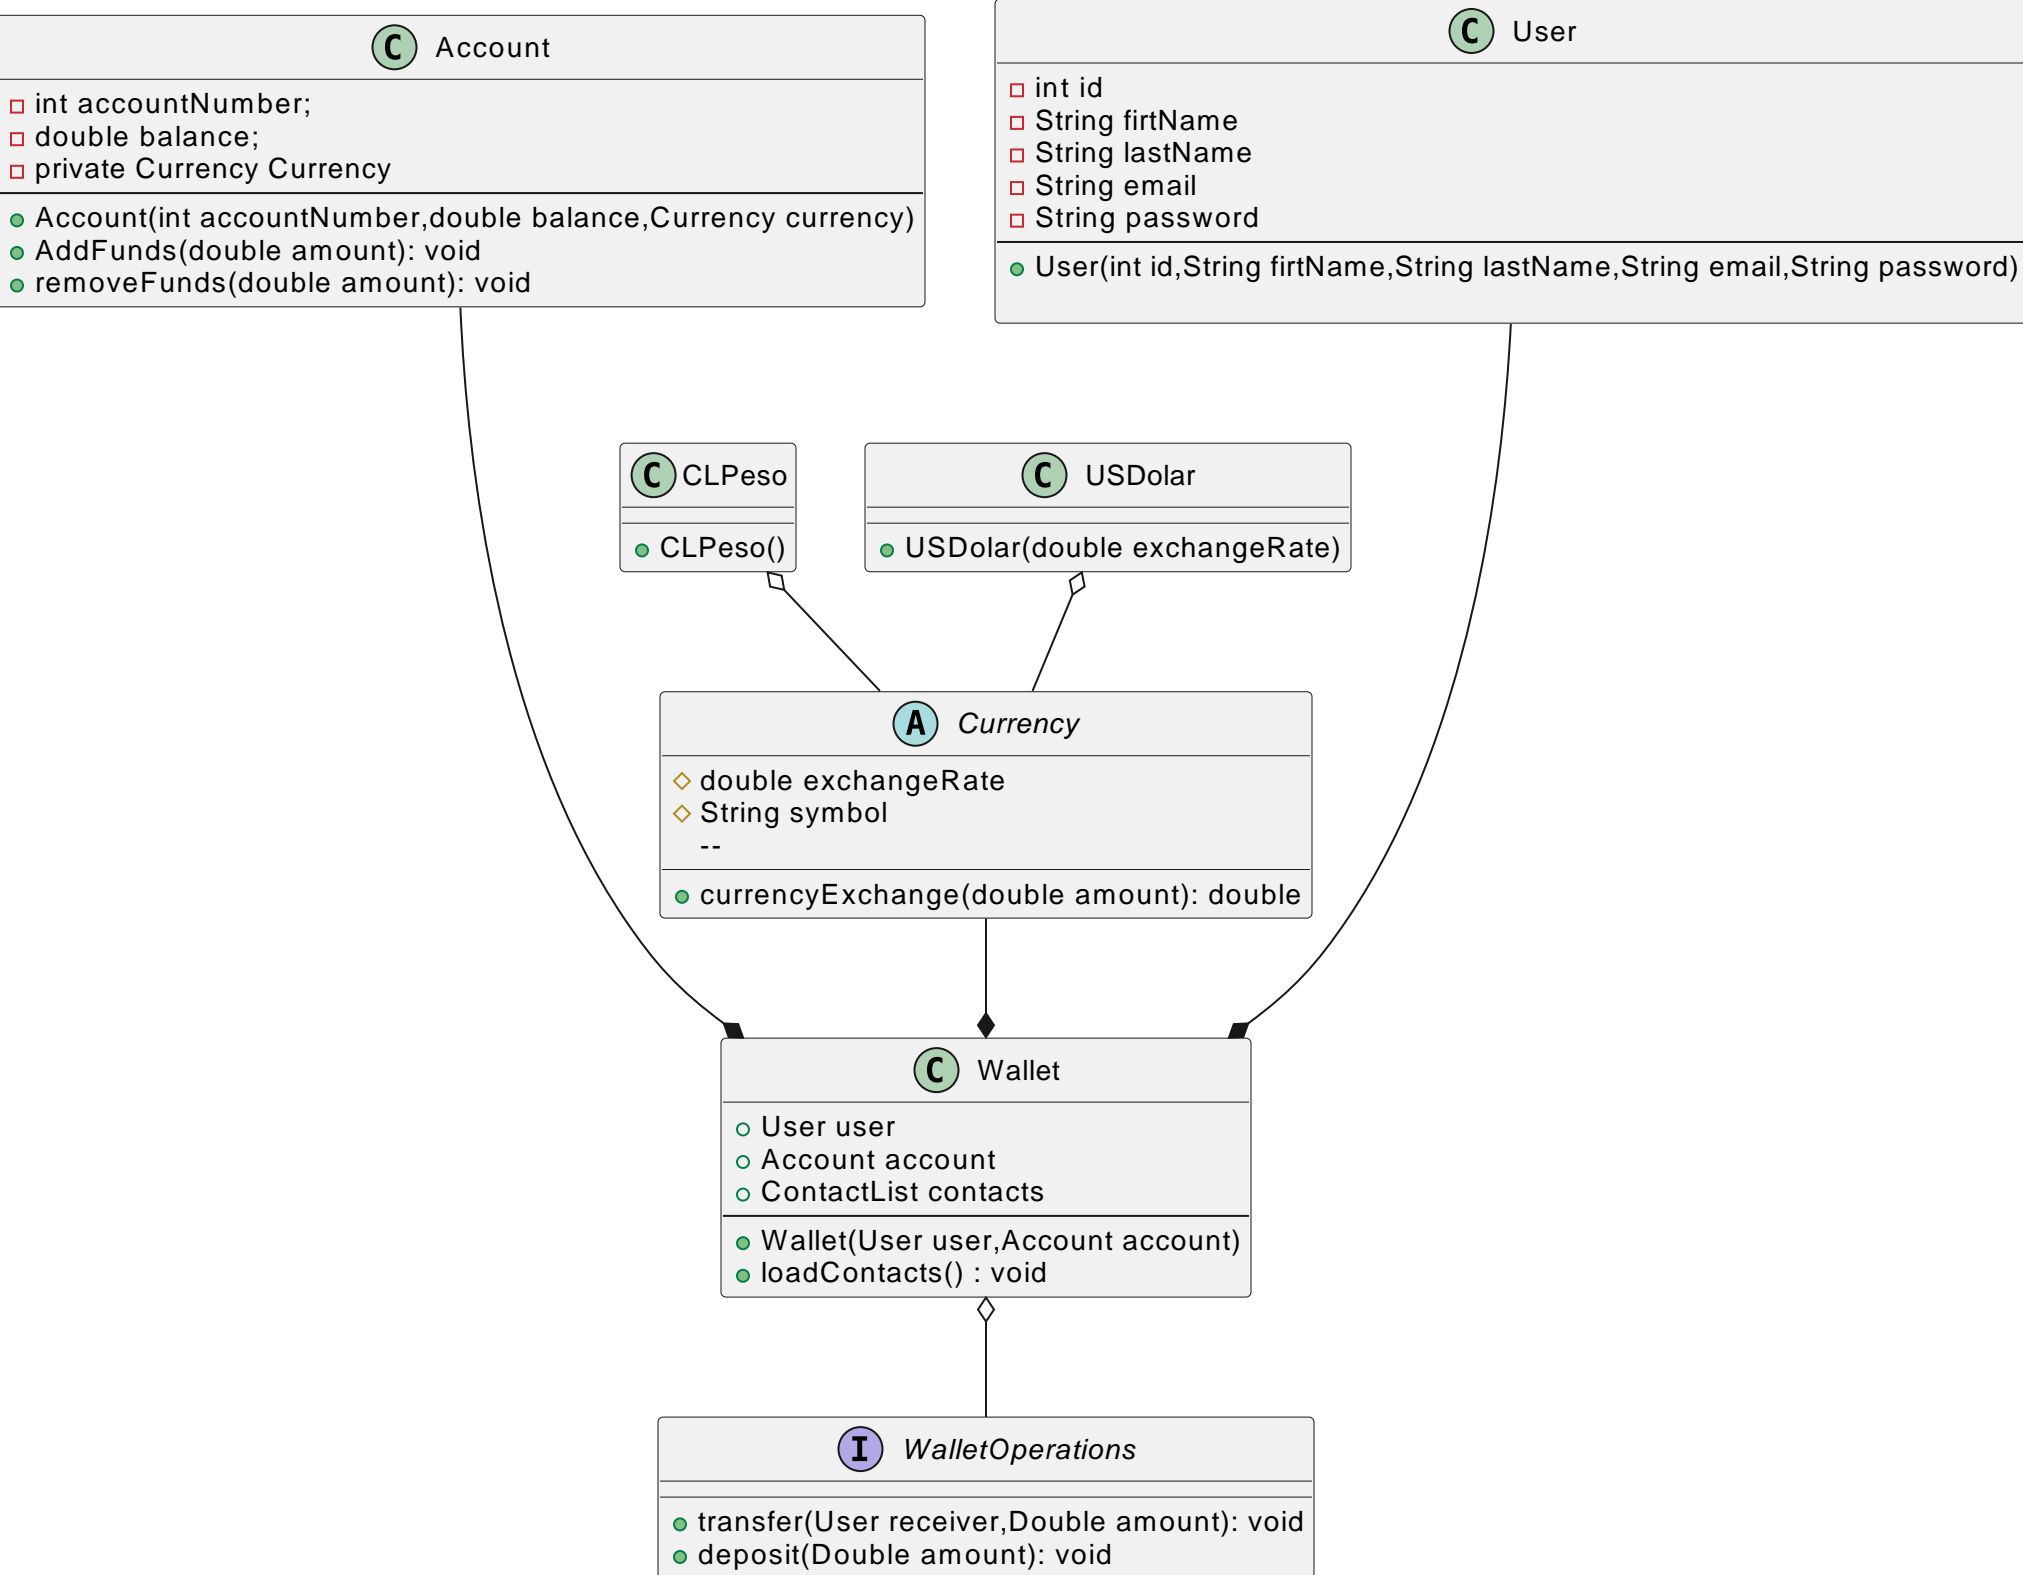 C Account
int accountNumber;
double balance;
private Currency Currency
Account(int accountNumber,double balance,Currency currency)
AddFunds(double amount): void
removeFunds(double amount): void
C User
int id
String firtName
String lastName
String email
String password
User(int id,String firtName,String lastName,String email,String password)
C CLPeso
CLPeso()
C USDolar
USDolar(double exchangeRate)
A Currency
double exchangeRate
String symbol
--
currencyExchange(double amount): double
C Wallet
User user
Account account
ContactList contacts
Wallet(User user,Account account)
loadContacts() : void
I WalletOperations
transfer(User receiver,Double amount): void
deposit(Double amount): void